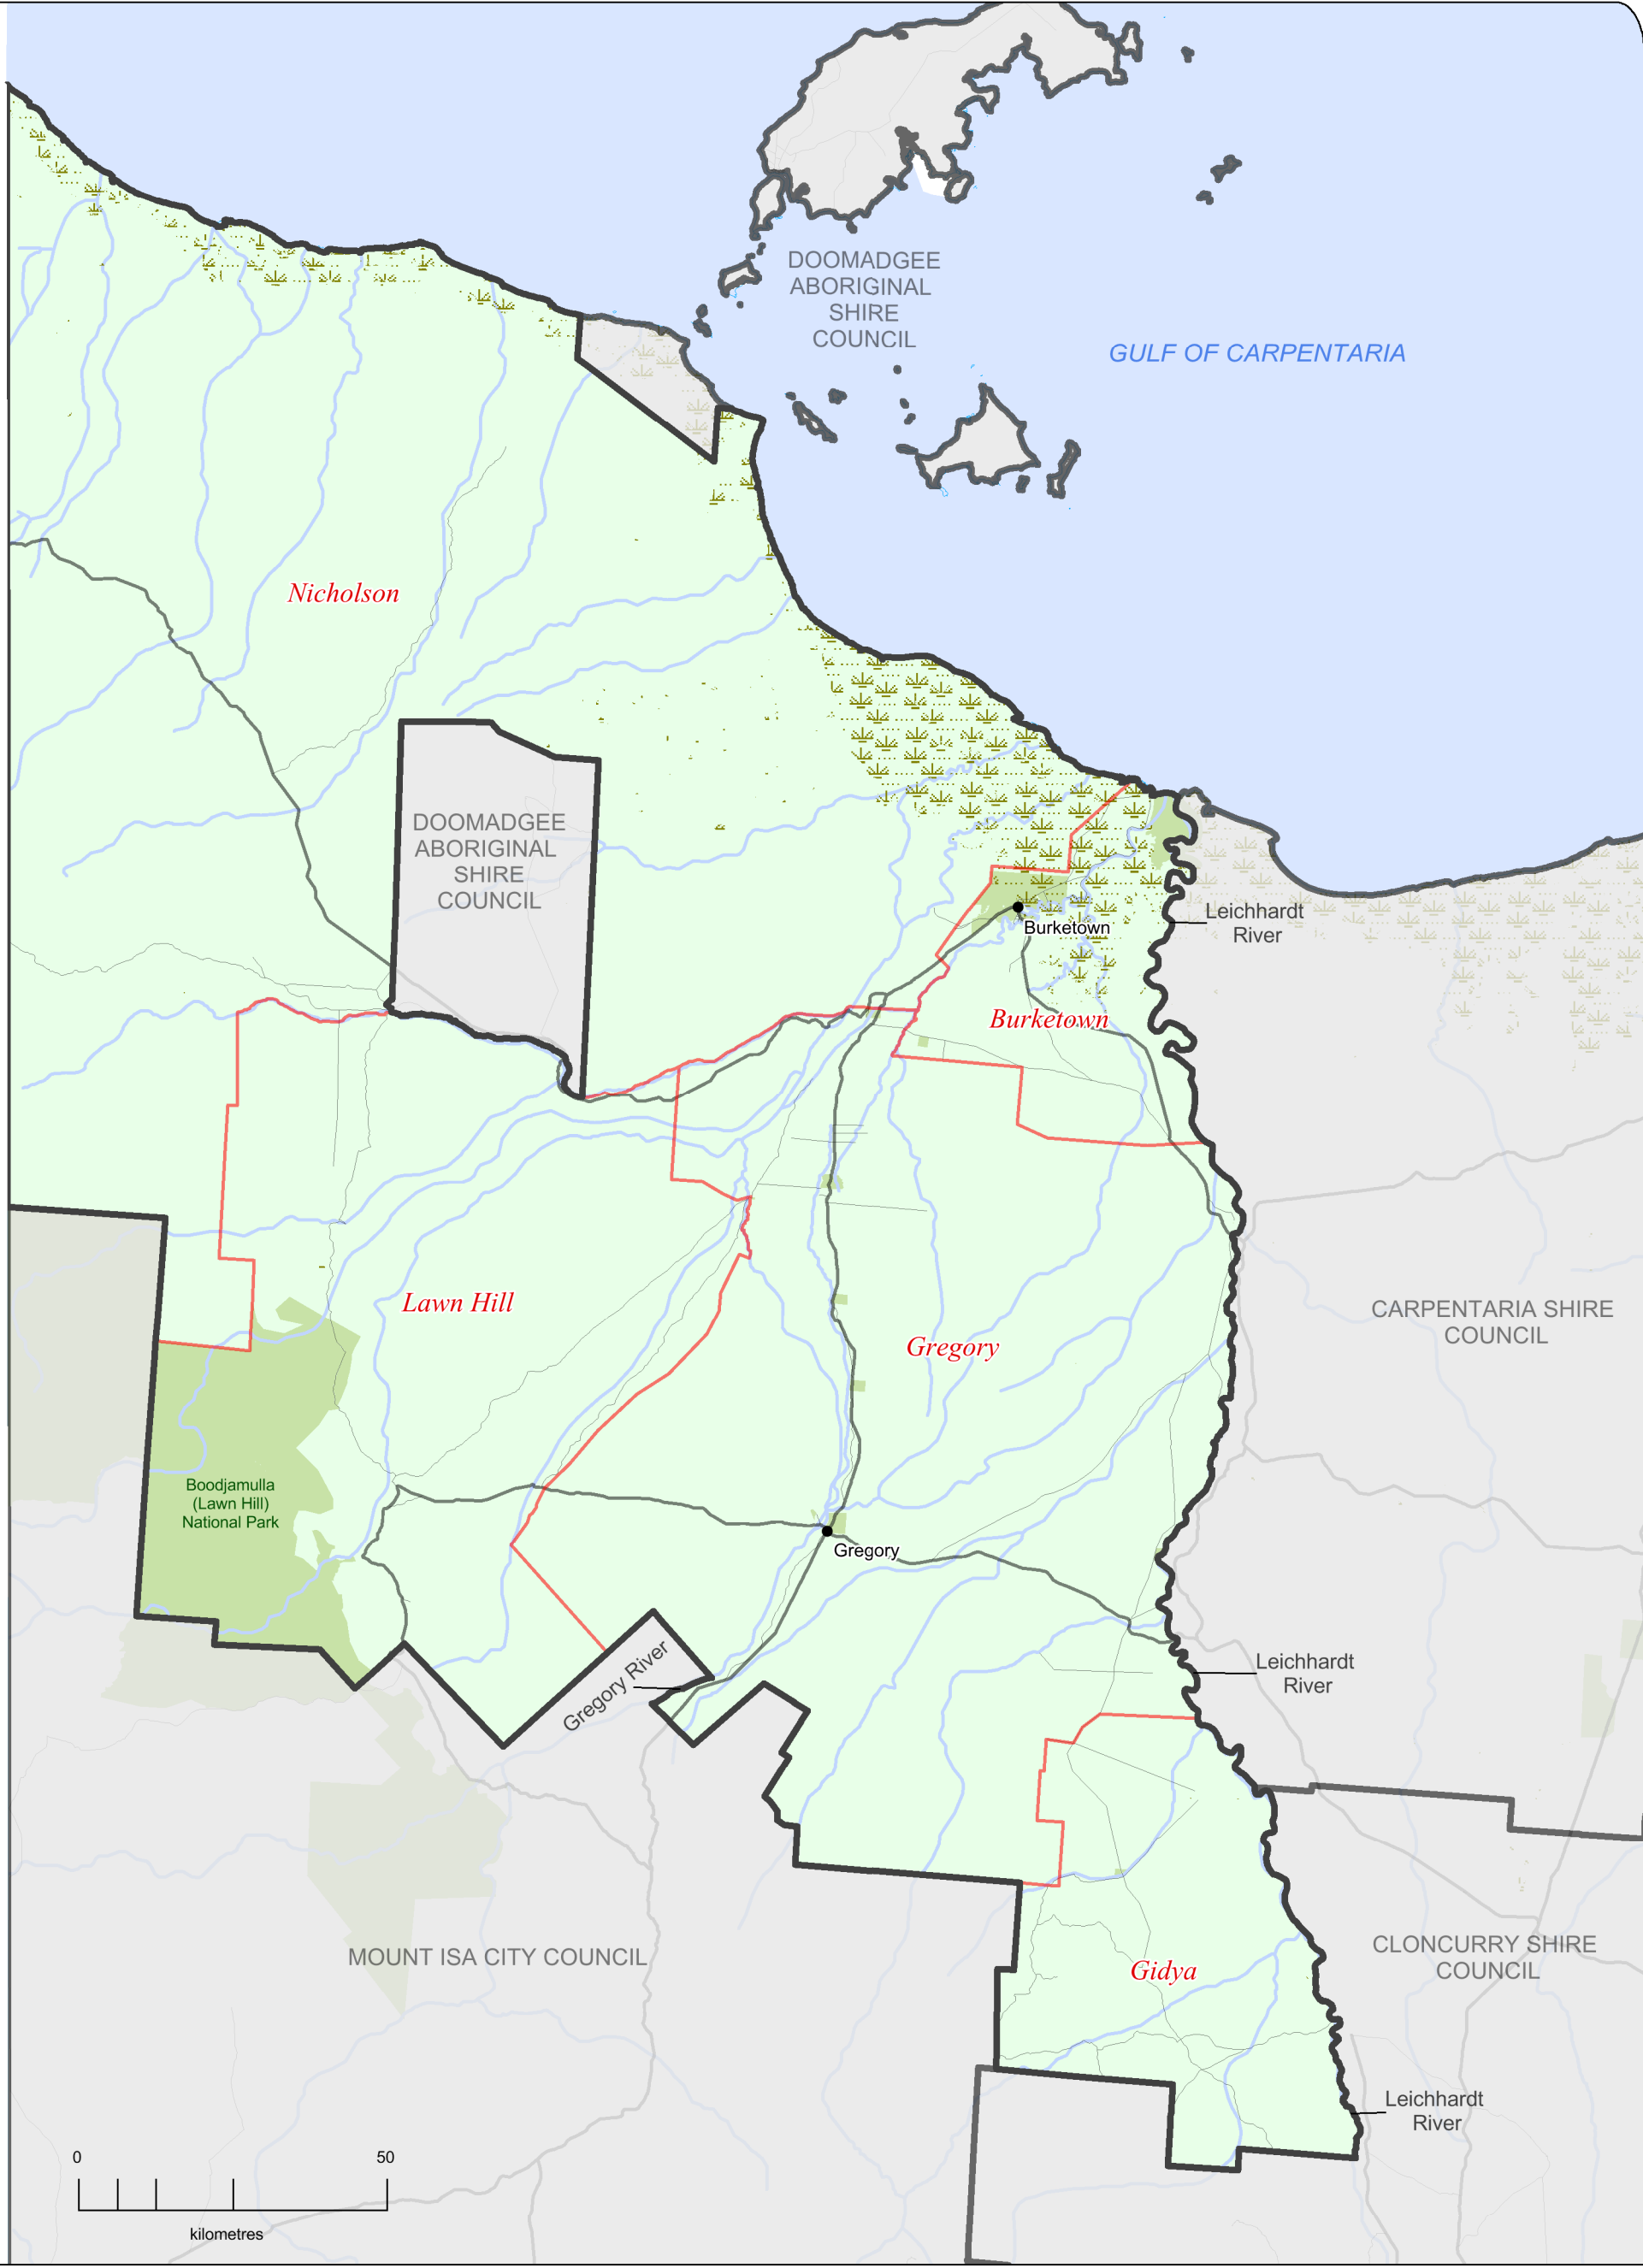 DOOMADGEE
ABORIGINAL
SHIRE
COUNCIL
GULF OF CARPENTARIA
Nicholson
DOOMADGEE
ABORIGINAL
SHIRE
COUNCIL
Leichhardt
River
Burketown
Burketown
Lawn Hill
Gregory
CARPENTARIA SHIRE
COUNCIL
Boodjamulla
(Lawn Hill)
National Park
Gregory
Gregory River
Leichhardt
River
MOUNT ISA CITY COUNCIL
CLONCURRY SHIRE
COUNCIL
Gidya
Leichhardt
River
0 50
kilometres